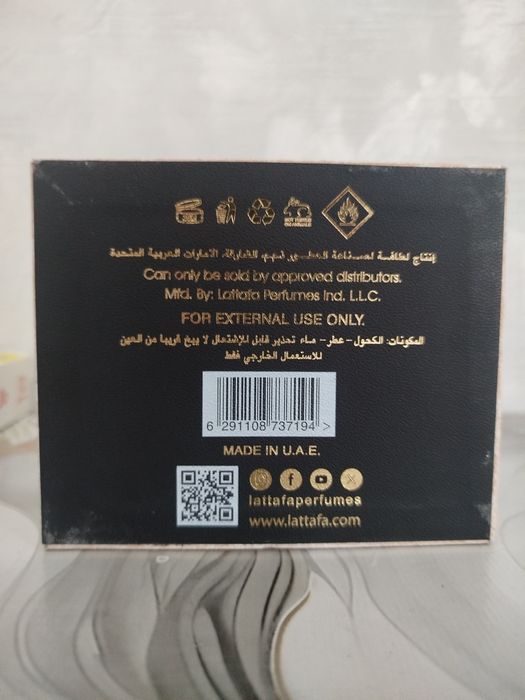 إنتاج لطافة لصناعة العطور ش.م.م، الشارقة، الامارات العربية المتحدة
Can only be sold by approved distributors.
Mfd. By: Lattafa Perfumes Ind. L.L.C.
FOR EXTERNAL USE ONLY.
المكونات: الكحول - عطر - ماء تحذير قابل للإشتعال لا يبخ قريبا من العين
للاستعمال الخارجي فقط
6 291108 737194 >
MADE IN U.A.E.
lattafaperfumes
www.lattafa.com